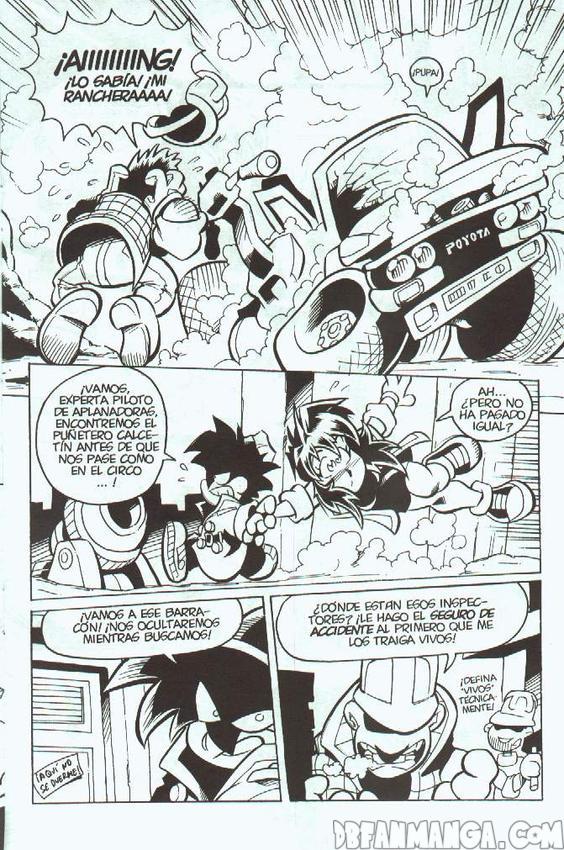 ¡AIIIIIIIING!
¡LO SABÍA! ¡MI
RANCHERAAAA!
¡PUPA!
POYOTA
¡VAMOS,
EXPERTA PILOTO
DE APLANADORAS,
ENCONTREMOS EL
PUÑETERO CALCE-
TÍN ANTES DE QUE
NOS PASE COMO
EN EL CIRCO
...!
AH...
¿PERO NO
HA PAGADO
IGUAL?
¡VAMOS A ESE BARRA-
CÓN! ¡NOS OCULTAREMOS
MIENTRAS BUSCAMOS!
¡AQUÍ NO
SE DUERME!
¿DÓNDE ESTÁN ESOS INSPEC-
TORES? ¡LE HAGO EL SEGURO DE
ACCIDENTE AL PRIMERO QUE ME
LOS TRAIGA VIVOS!
¡DEFINA
"VIVOS"
TÉCNICA-
MENTE!
DBFANMANGA.COM